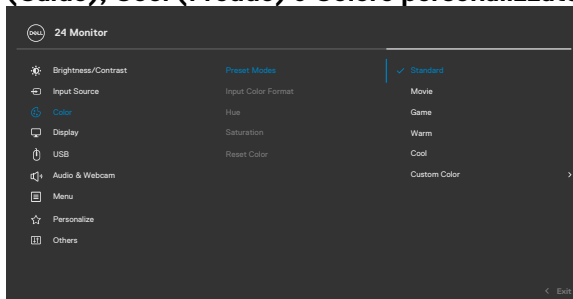 (Caldo), Cool (Freddo) e Colore personalizzato
DELL 24 Monitor
Brightness/Contrast Preset Modes ✓ Standard
Input Source Input Color Format Movie
Color Hue Game
Display Saturation Warm
USB Reset Color Cool
Audio & Webcam Custom Color >
Menu
Personalize
Others
< Exit